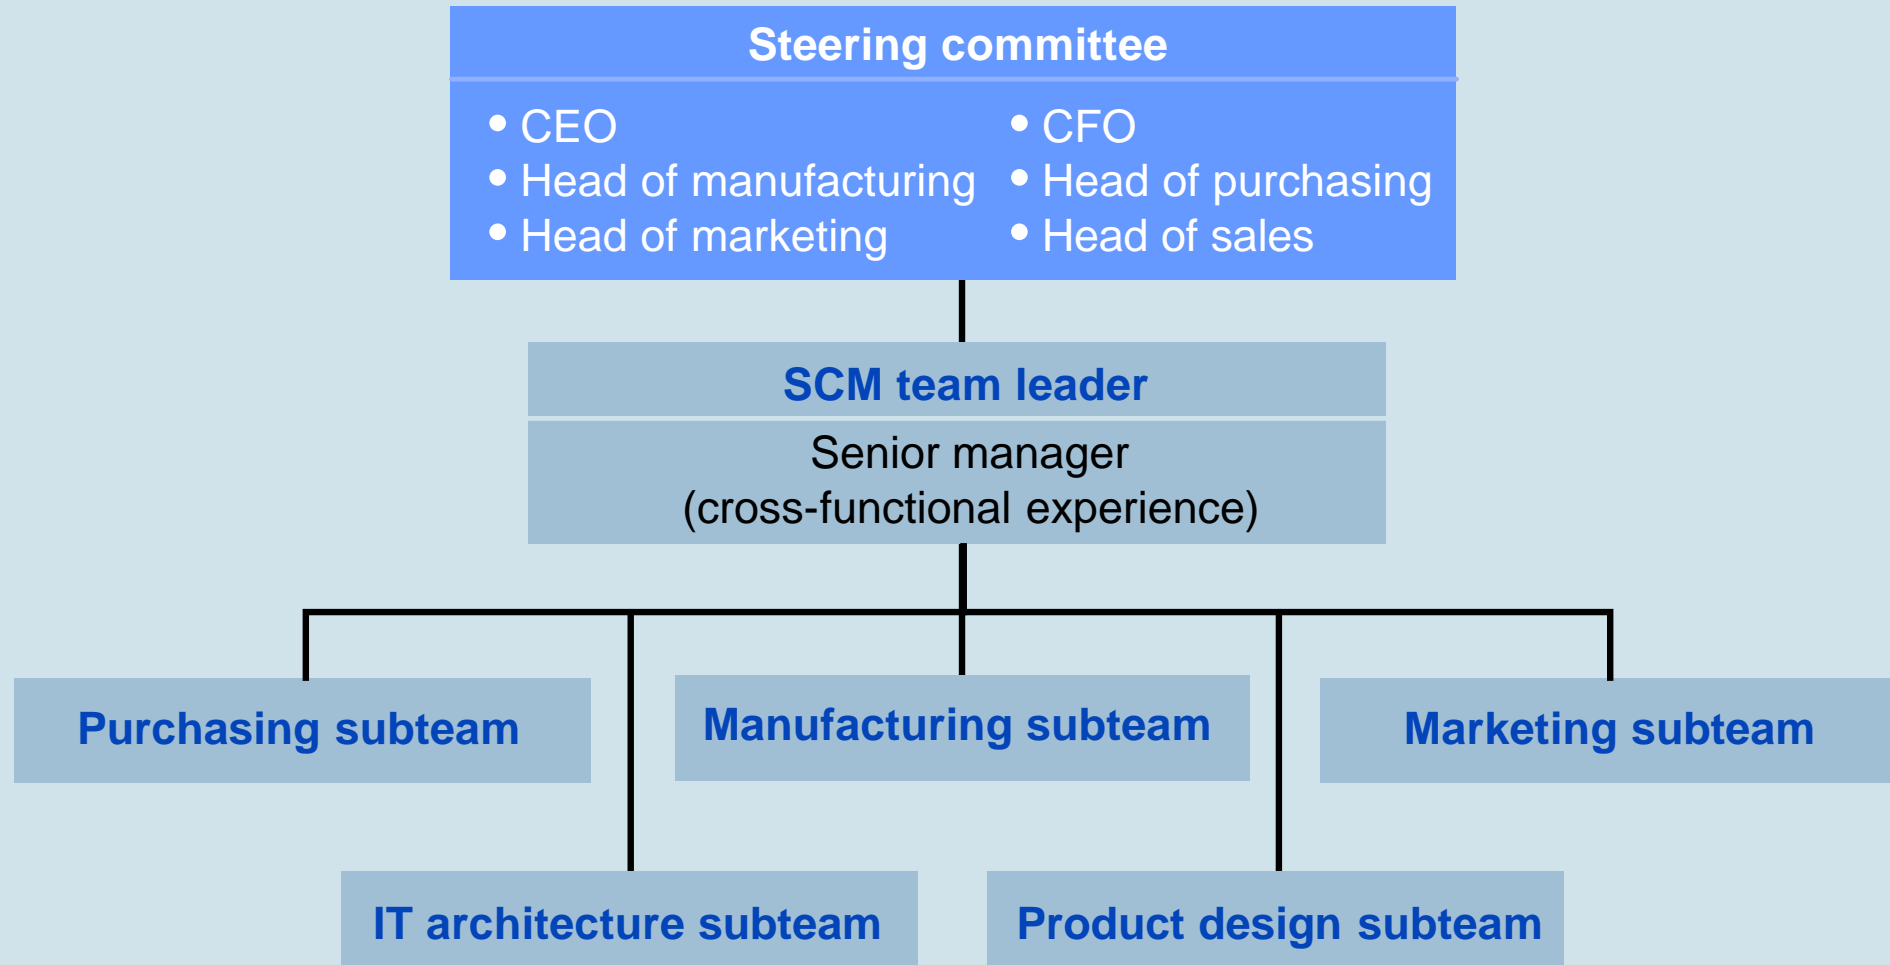 Steering committee
• CEO
• Head of manufacturing
• Head of marketing
• CFO
• Head of purchasing
• Head of sales
SCM team leader
Senior manager
(cross-functional experience)
Purchasing subteam
Manufacturing subteam
Marketing subteam
IT architecture subteam
Product design subteam